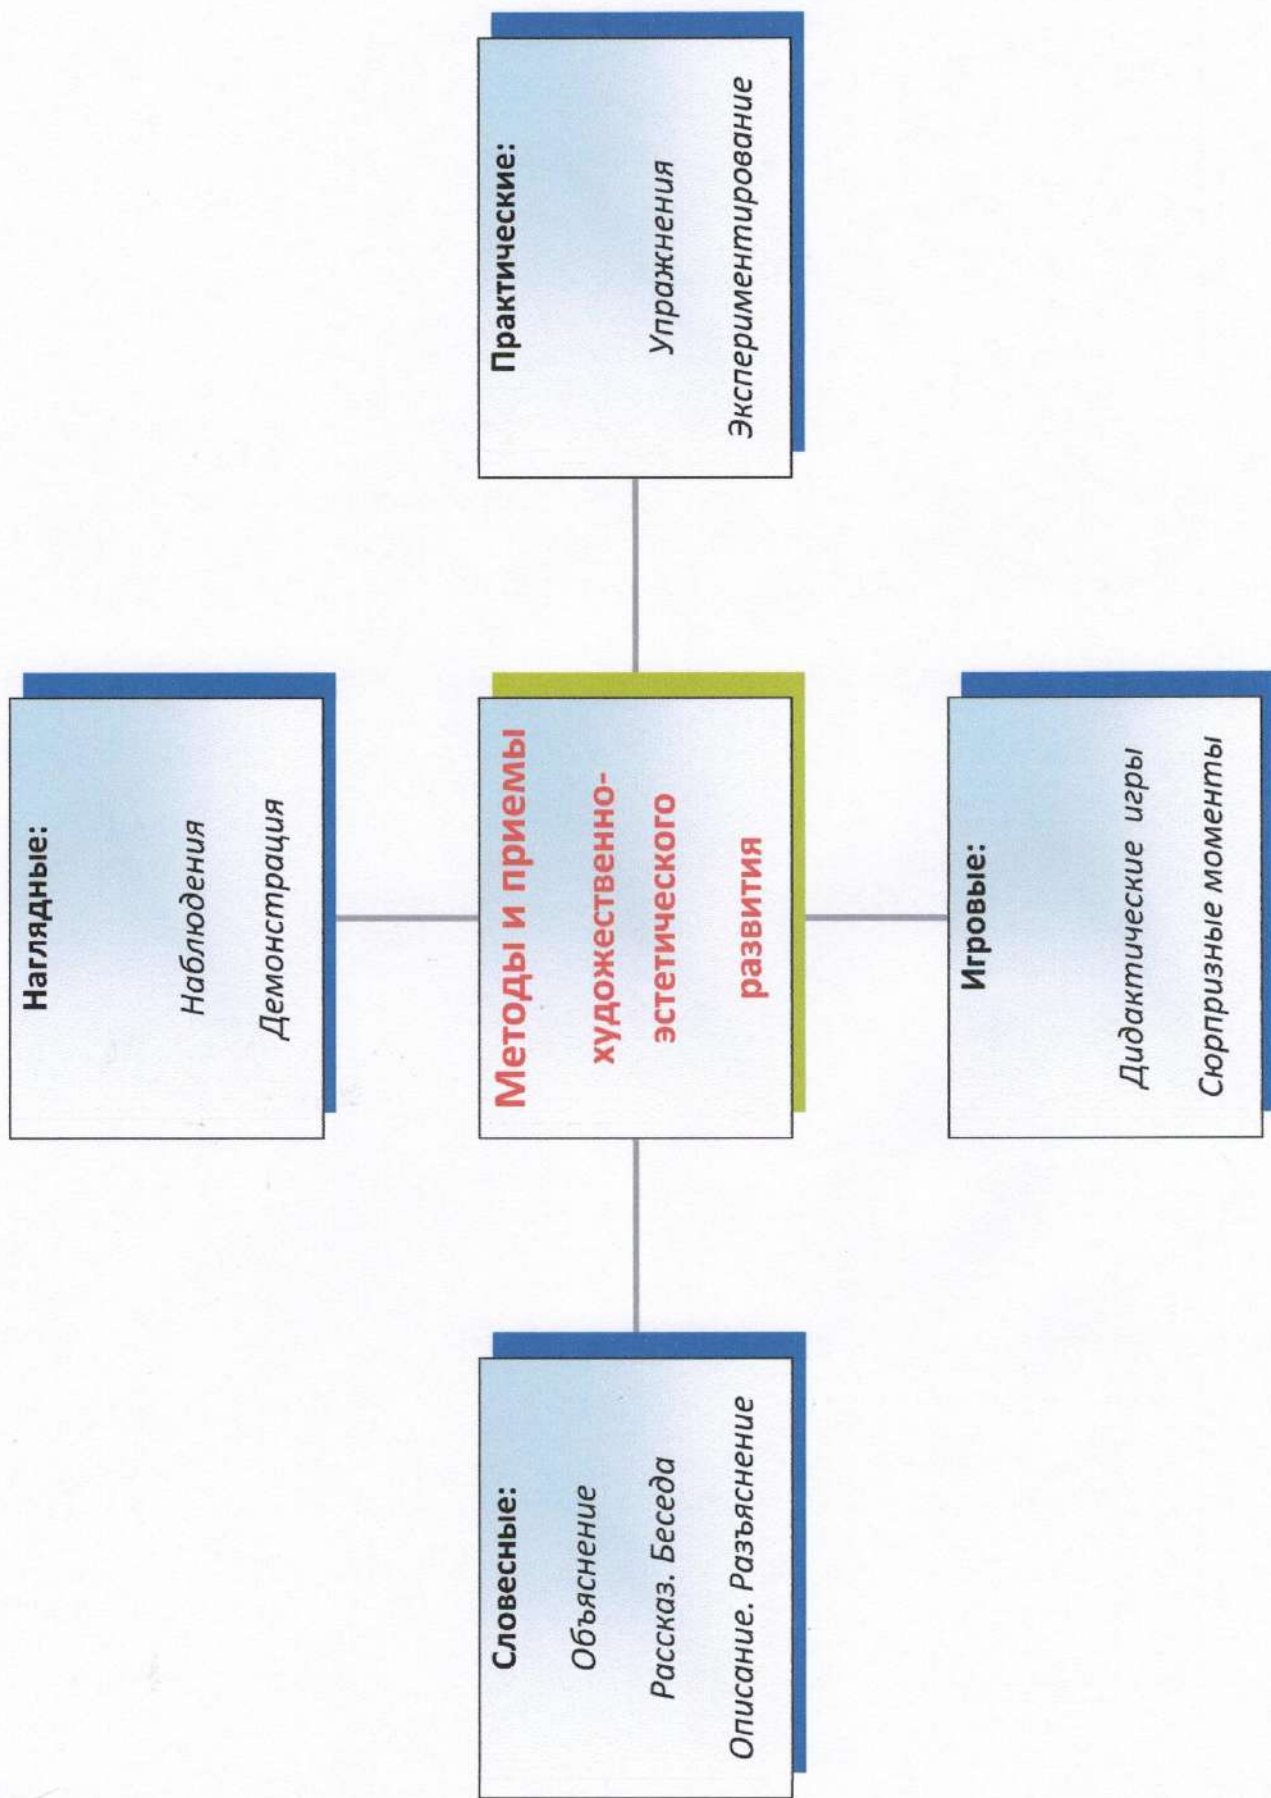 Наглядные:
Наблюдения
Демонстрация
Словесные:
Объяснение
Рассказ. Беседа
Описание. Разъяснение
Методы и приемы
художественно-
эстетического
развития
Практические:
Упражнения
Экспериментирование
Игровые:
Дидактические игры
Сюрпризные моменты